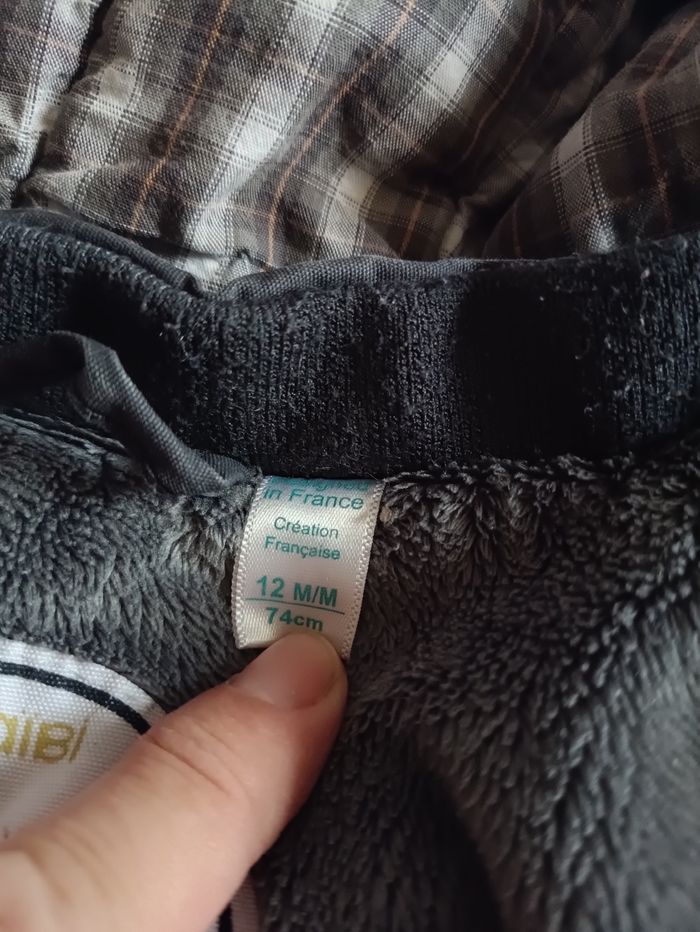 in France
Création
Française
12 M/M
74cm